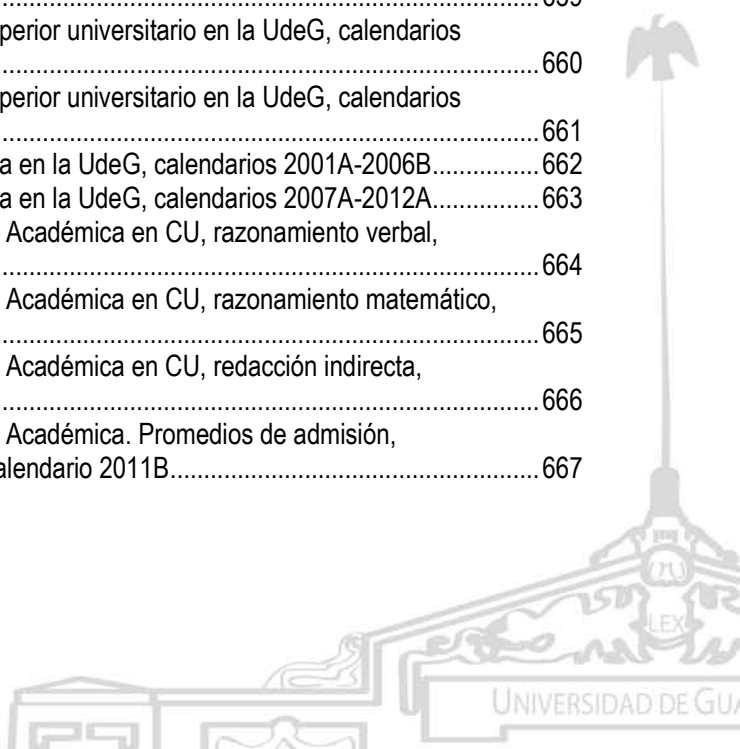 perior universitario en la UdeG, calendarios
660
perior universitario en la UdeG, calendarios
661
a en la UdeG, calendarios 2001A-2006B 662
a en la UdeG, calendarios 2007A-2012A 663
Académica en CU, razonamiento verbal,
664
Académica en CU, razonamiento matemático,
665
Académica en CU, redacción indirecta,
666
Académica. Promedios de admisión,
alendario 2011B 667
LEX
UNIVERSIDAD DE GUA